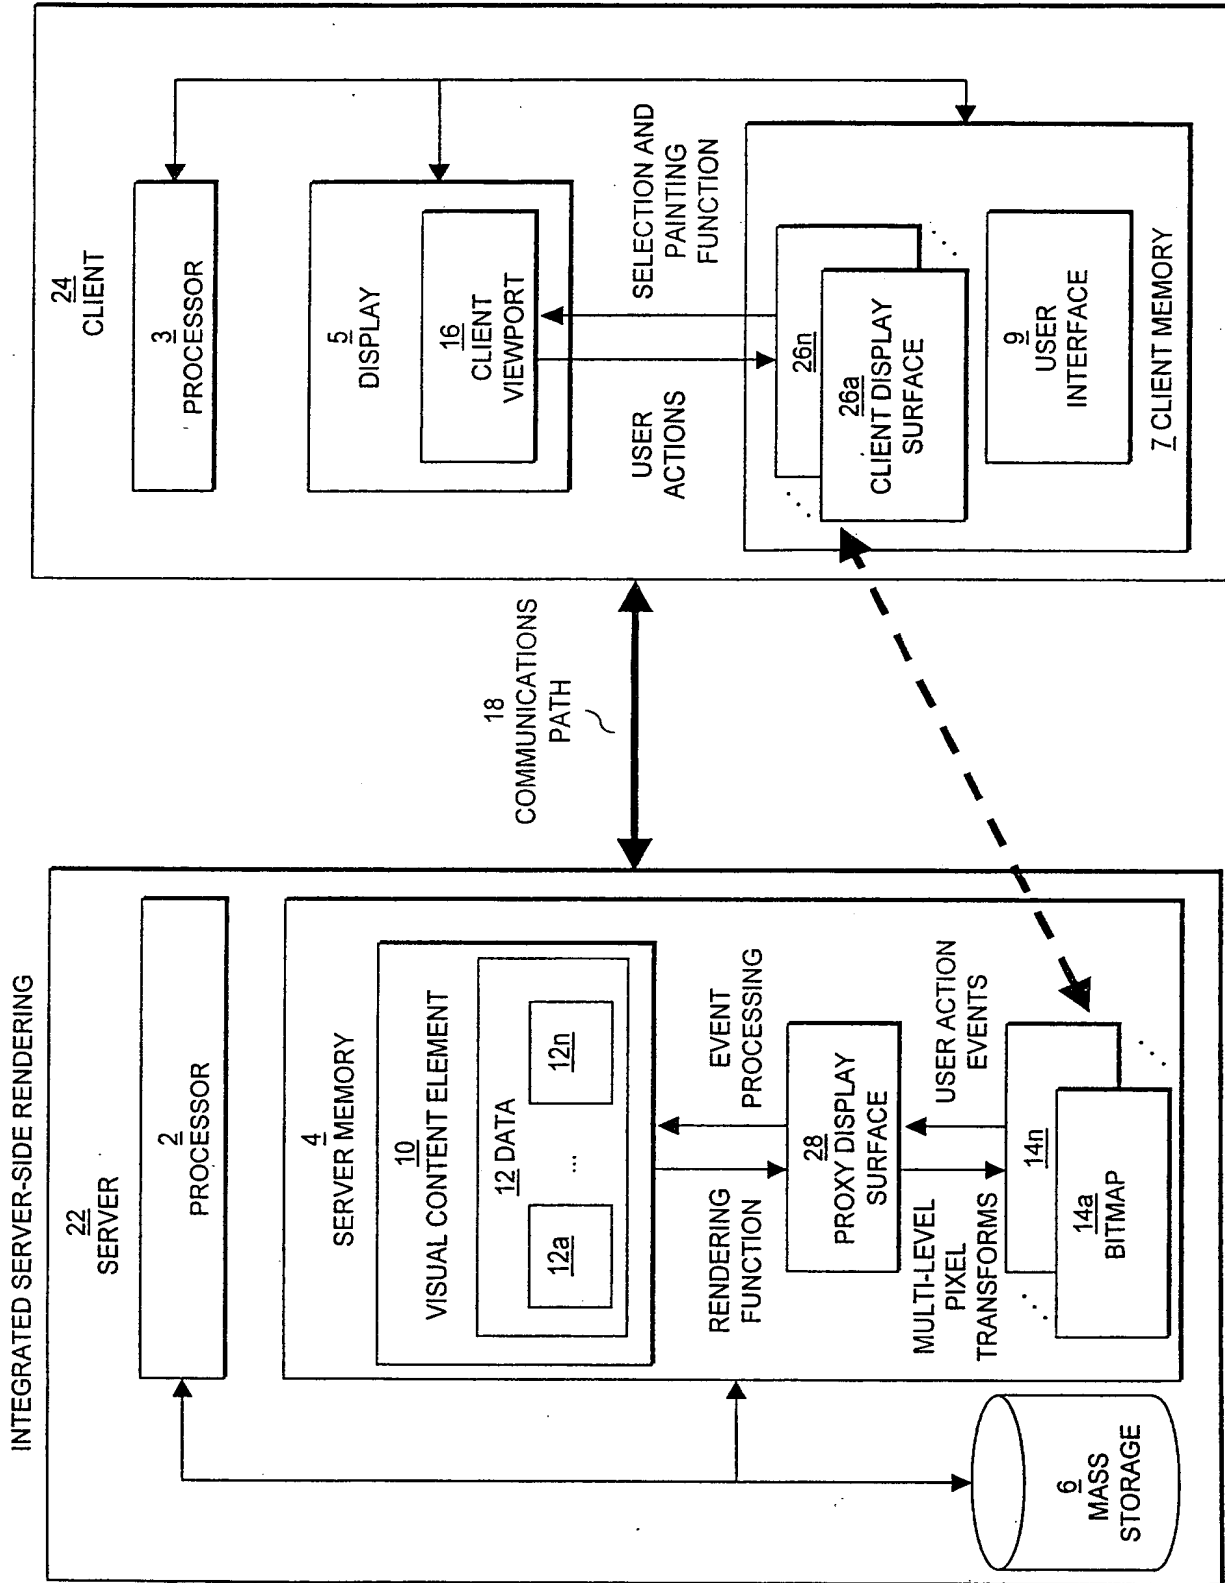 INTEGRATED SERVER-SIDE RENDERING
22
SERVER
2
PROCESSOR
4
SERVER MEMORY
10
VISUAL CONTENT ELEMENT
12 DATA
12a
...
12n
RENDERING
FUNCTION
EVENT
PROCESSING
28
PROXY DISPLAY
SURFACE
MULTI-LEVEL
PIXEL
TRANSFORMS
USER ACTION
EVENTS
14n
14a
BITMAP
6
MASS
STORAGE
18
COMMUNICATIONS
PATH
24
CLIENT
3
PROCESSOR
5
DISPLAY
16
CLIENT
VIEWPORT
USER
ACTIONS
SELECTION AND
PAINTING
FUNCTION
26n
26a
CLIENT DISPLAY
SURFACE
9
USER
INTERFACE
7 CLIENT MEMORY